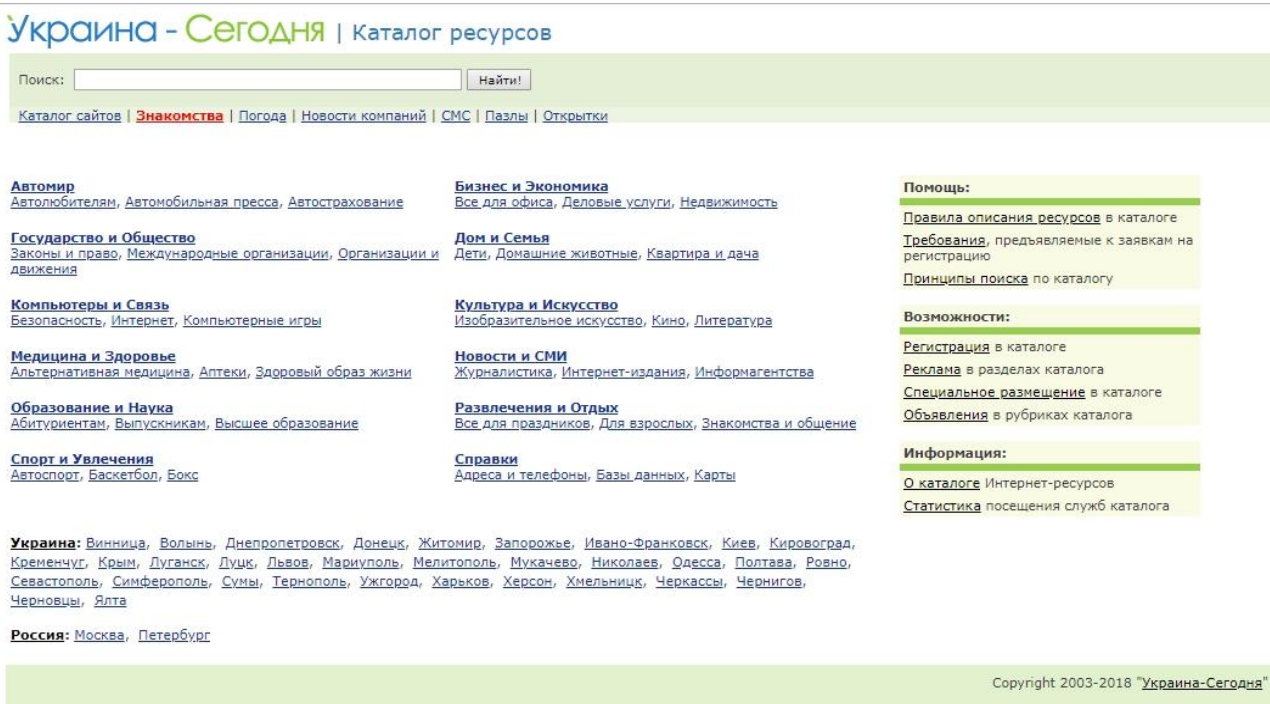 Украина - Сегодня | Каталог ресурсов
Поиск: Найти!
Каталог сайтов | Знакомства | Погода | Новости компаний | СМС | Пазлы | Открытки
Автомир
Автолюбителям, Автомобильная пресса, Автострахование
Государство и Общество
Законы и право, Международные организации, Организации и
движения
Компьютеры и Связь
Безопасность, Интернет, Компьютерные игры
Медицина и Здоровье
Альтернативная медицина, Аптеки, Здоровый образ жизни
Образование и Наука
Абитуриентам, Выпускникам, Высшее образование
Спорт и Увлечения
Автоспорт, Баскетбол, Бокс
Бизнес и Экономика
Все для офиса, Деловые услуги, Недвижимость
Дом и Семья
Дети, Домашние животные, Квартира и дача
Культура и Искусство
Изобразительное искусство, Кино, Литература
Новости и СМИ
Журналистика, Интернет-издания, Информагентства
Развлечения и Отдых
Все для праздников, Для взрослых, Знакомства и общение
Справки
Адреса и телефоны, Базы данных, Карты
Украина: Винница, Волынь, Днепропетровск, Донецк, Житомир, Запорожье, Ивано-Франковск, Киев, Кировоград,
Кременчуг, Крым, Луганск, Луцк, Львов, Мариуполь, Мелитополь, Мукачево, Николаев, Одесса, Полтава, Ровно,
Севастополь, Симферополь, Сумы, Тернополь, Ужгород, Харьков, Херсон, Хмельницк, Черкассы, Чернигов,
Черновцы, Ялта
Россия: Москва, Петербург
Помощь:
Правила описания ресурсов в каталоге
Требования, предъявляемые к заявкам на
регистрацию
Принципы поиска по каталогу
Возможности:
Регистрация в каталоге
Реклама в разделах каталога
Специальное размещение в каталоге
Объявления в рубриках каталога
Информация:
О каталоге Интернет-ресурсов
Статистика посещения служб каталога
Copyright 2003-2018 "Украина-Сегодня"